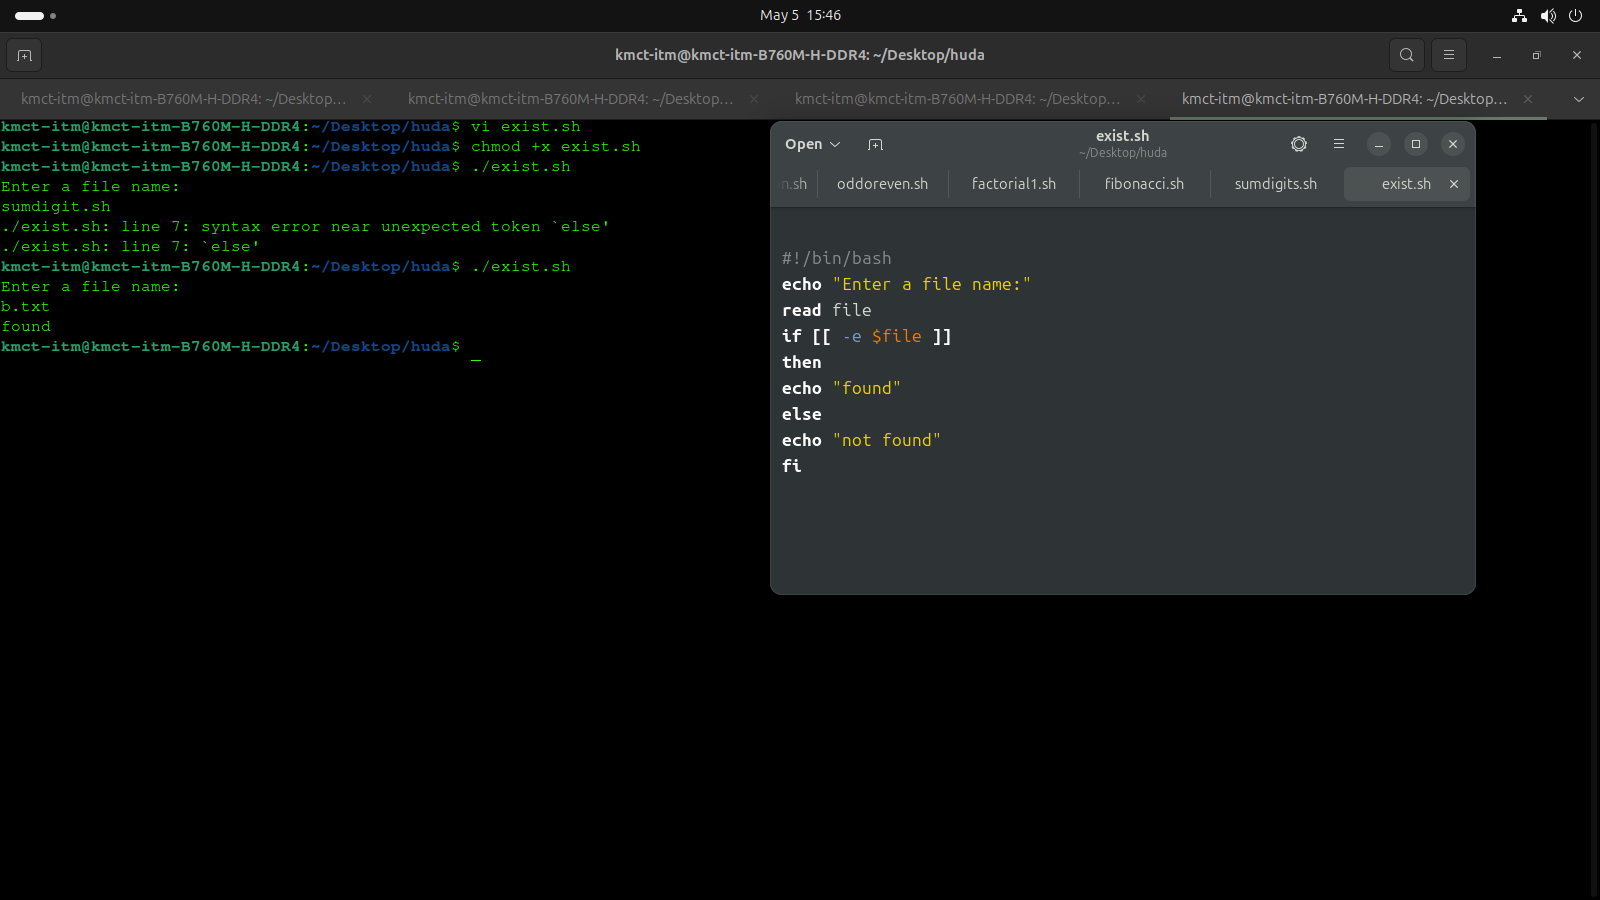 May 5 15:46
kmct-itm@kmct-itm-B760M-H-DDR4: ~/Desktop/huda
kmct-itm@kmct-itm-B760M-H-DDR4: ~/Desktop…
kmct-itm@kmct-itm-B760M-H-DDR4: ~/Desktop…
kmct-itm@kmct-itm-B760M-H-DDR4: ~/Desktop…
kmct-itm@kmct-itm-B760M-H-DDR4: ~/Desktop…
kmct-itm@kmct-itm-B760M-H-DDR4:~/Desktop/huda$ vi exist.sh
kmct-itm@kmct-itm-B760M-H-DDR4:~/Desktop/huda$ chmod +x exist.sh
kmct-itm@kmct-itm-B760M-H-DDR4:~/Desktop/huda$ ./exist.sh
Enter a file name:
sumdigit.sh
./exist.sh: line 7: syntax error near unexpected token `else'
./exist.sh: line 7: `else'
kmct-itm@kmct-itm-B760M-H-DDR4:~/Desktop/huda$ ./exist.sh
Enter a file name:
b.txt
found
kmct-itm@kmct-itm-B760M-H-DDR4:~/Desktop/huda$ _
Open
exist.sh
~/Desktop/huda
n.sh
oddoreven.sh
factorial1.sh
fibonacci.sh
sumdigits.sh
exist.sh
#!/bin/bash
echo "Enter a file name:"
read file
if [[ -e $file ]]
then
echo "found"
else
echo "not found"
fi